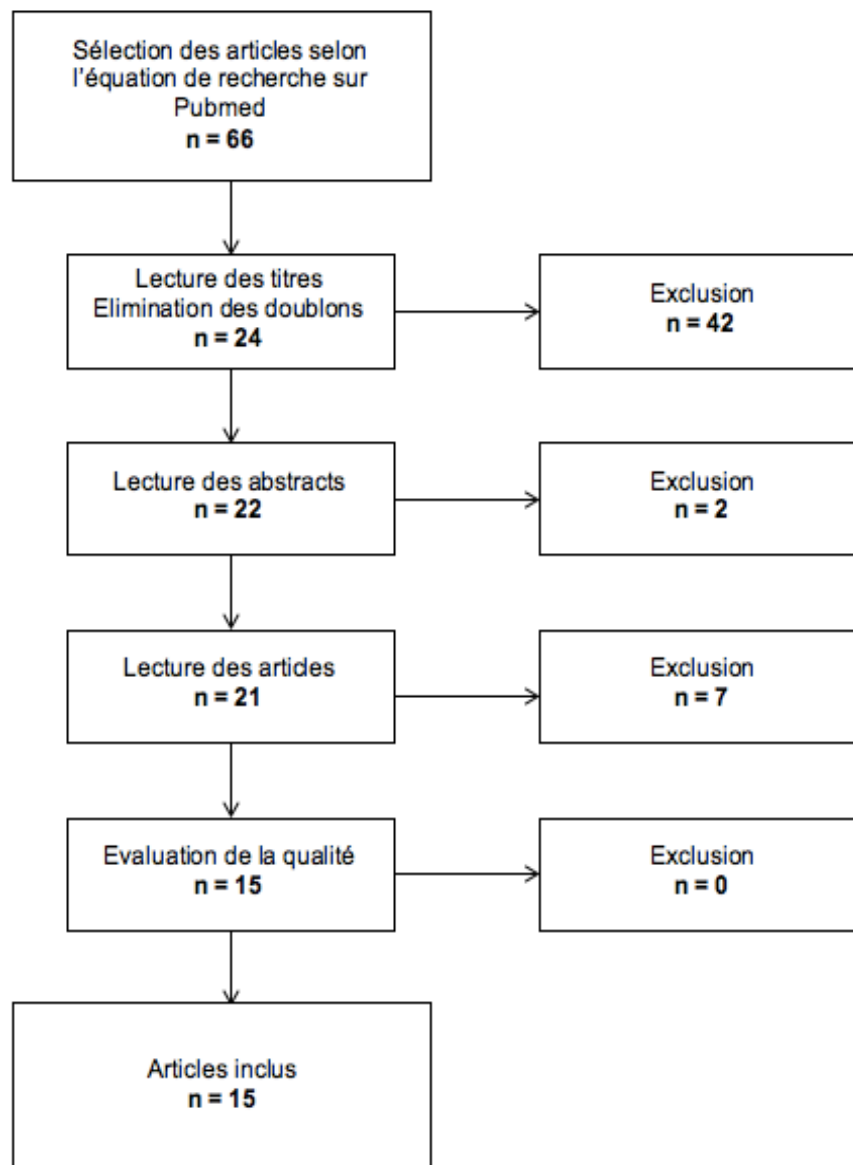 Sélection des articles selon
l'équation de recherche sur
Pubmed
n = 66
Lecture des titres
Elimination des doublons
n = 24
Exclusion
n = 42
Lecture des abstracts
n = 22
Exclusion
n = 2
Lecture des articles
n = 21
Exclusion
n = 7
Evaluation de la qualité
n = 15
Exclusion
n = 0
Articles inclus
n = 15